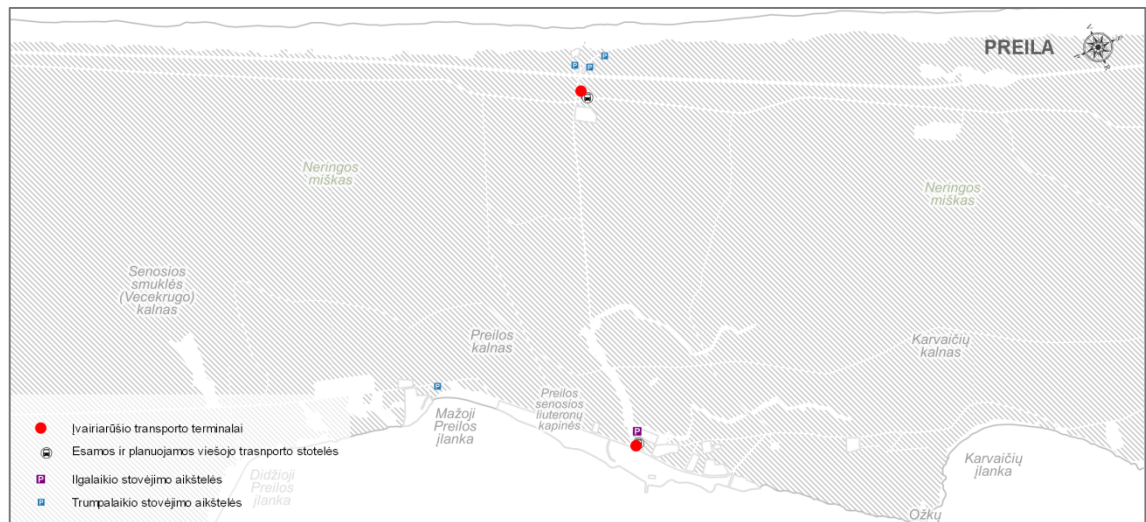 PREILA
P
P
P
Neringos
miškas
Neringos
miškas
Senosios
smuklės
(Vecekrugo)
kalnas
Preilos
kalnas
Karvaičių
kalnas
P
Preilos
senosios
liuteronų
kapinės
Mažoji
Preilos
įlanka
P
Karvaičių
įlanka
Didžioji
Preilos
įlanka
Ožkų
Įvairiarūšio transporto terminalai
Esamos ir planuojamos viešojo trasnporto stotelės
P Ilgalaikio stovėjimo aikštelės
P Trumpalaikio stovėjimo aikštelės